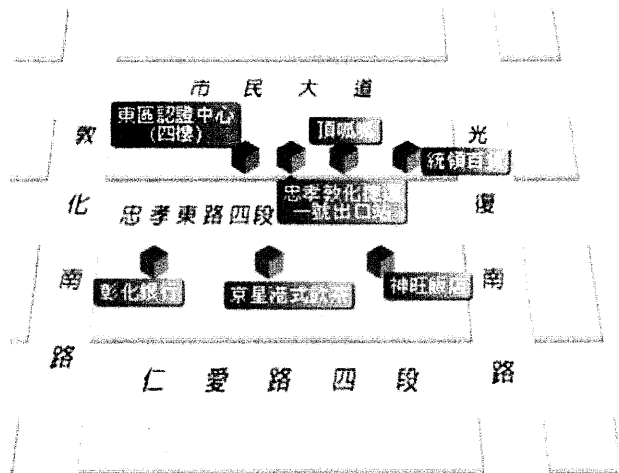 市民大道
東區認證中心
(四樓)
頂呱呱
統領百貨
忠孝敦化捷運
一號出口站
忠孝東路四段
敦化南路
光復南路
彰化銀行
京星港式飲茶
神旺飯店
仁愛路四段